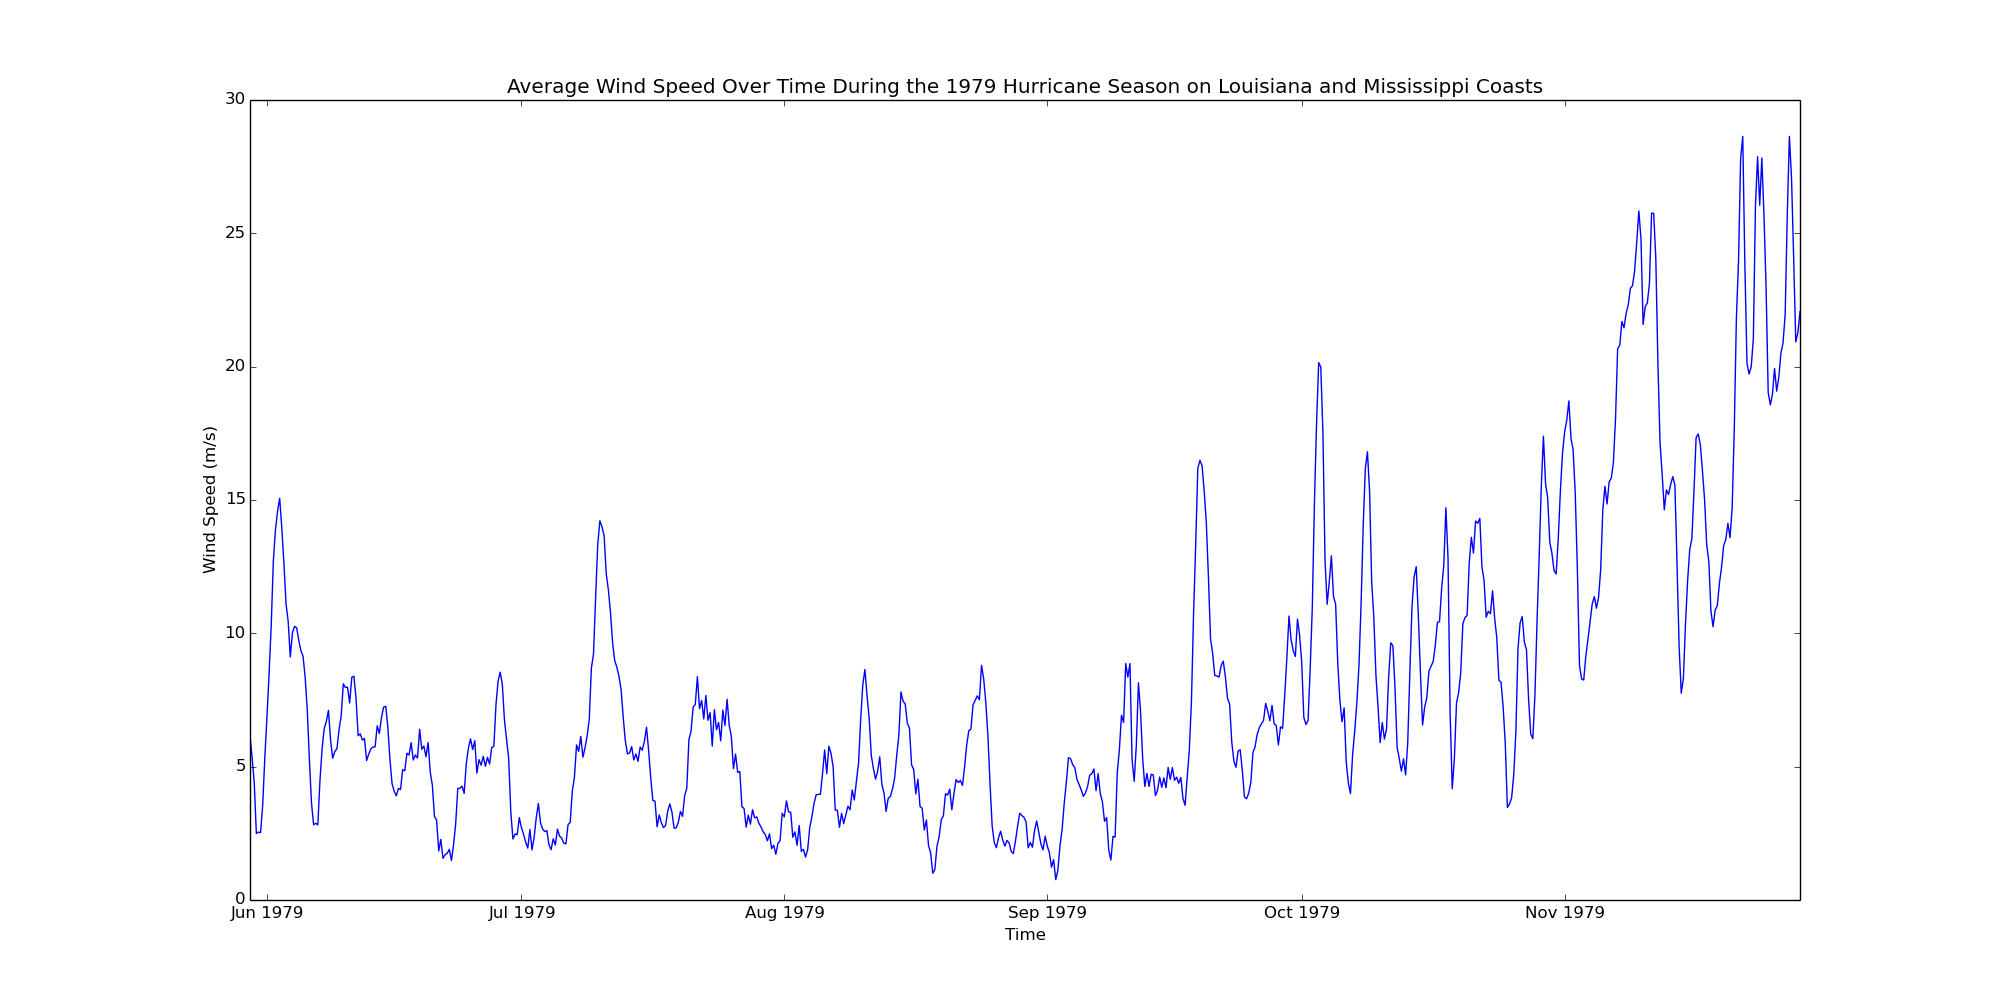 Average Wind Speed Over Time During the 1979 Hurricane Season on Louisiana and Mississippi Coasts
30
25
20
15
10
5
0
Wind Speed (m/s)
Jun 1979 Jul 1979 Aug 1979 Sep 1979 Oct 1979 Nov 1979
Time